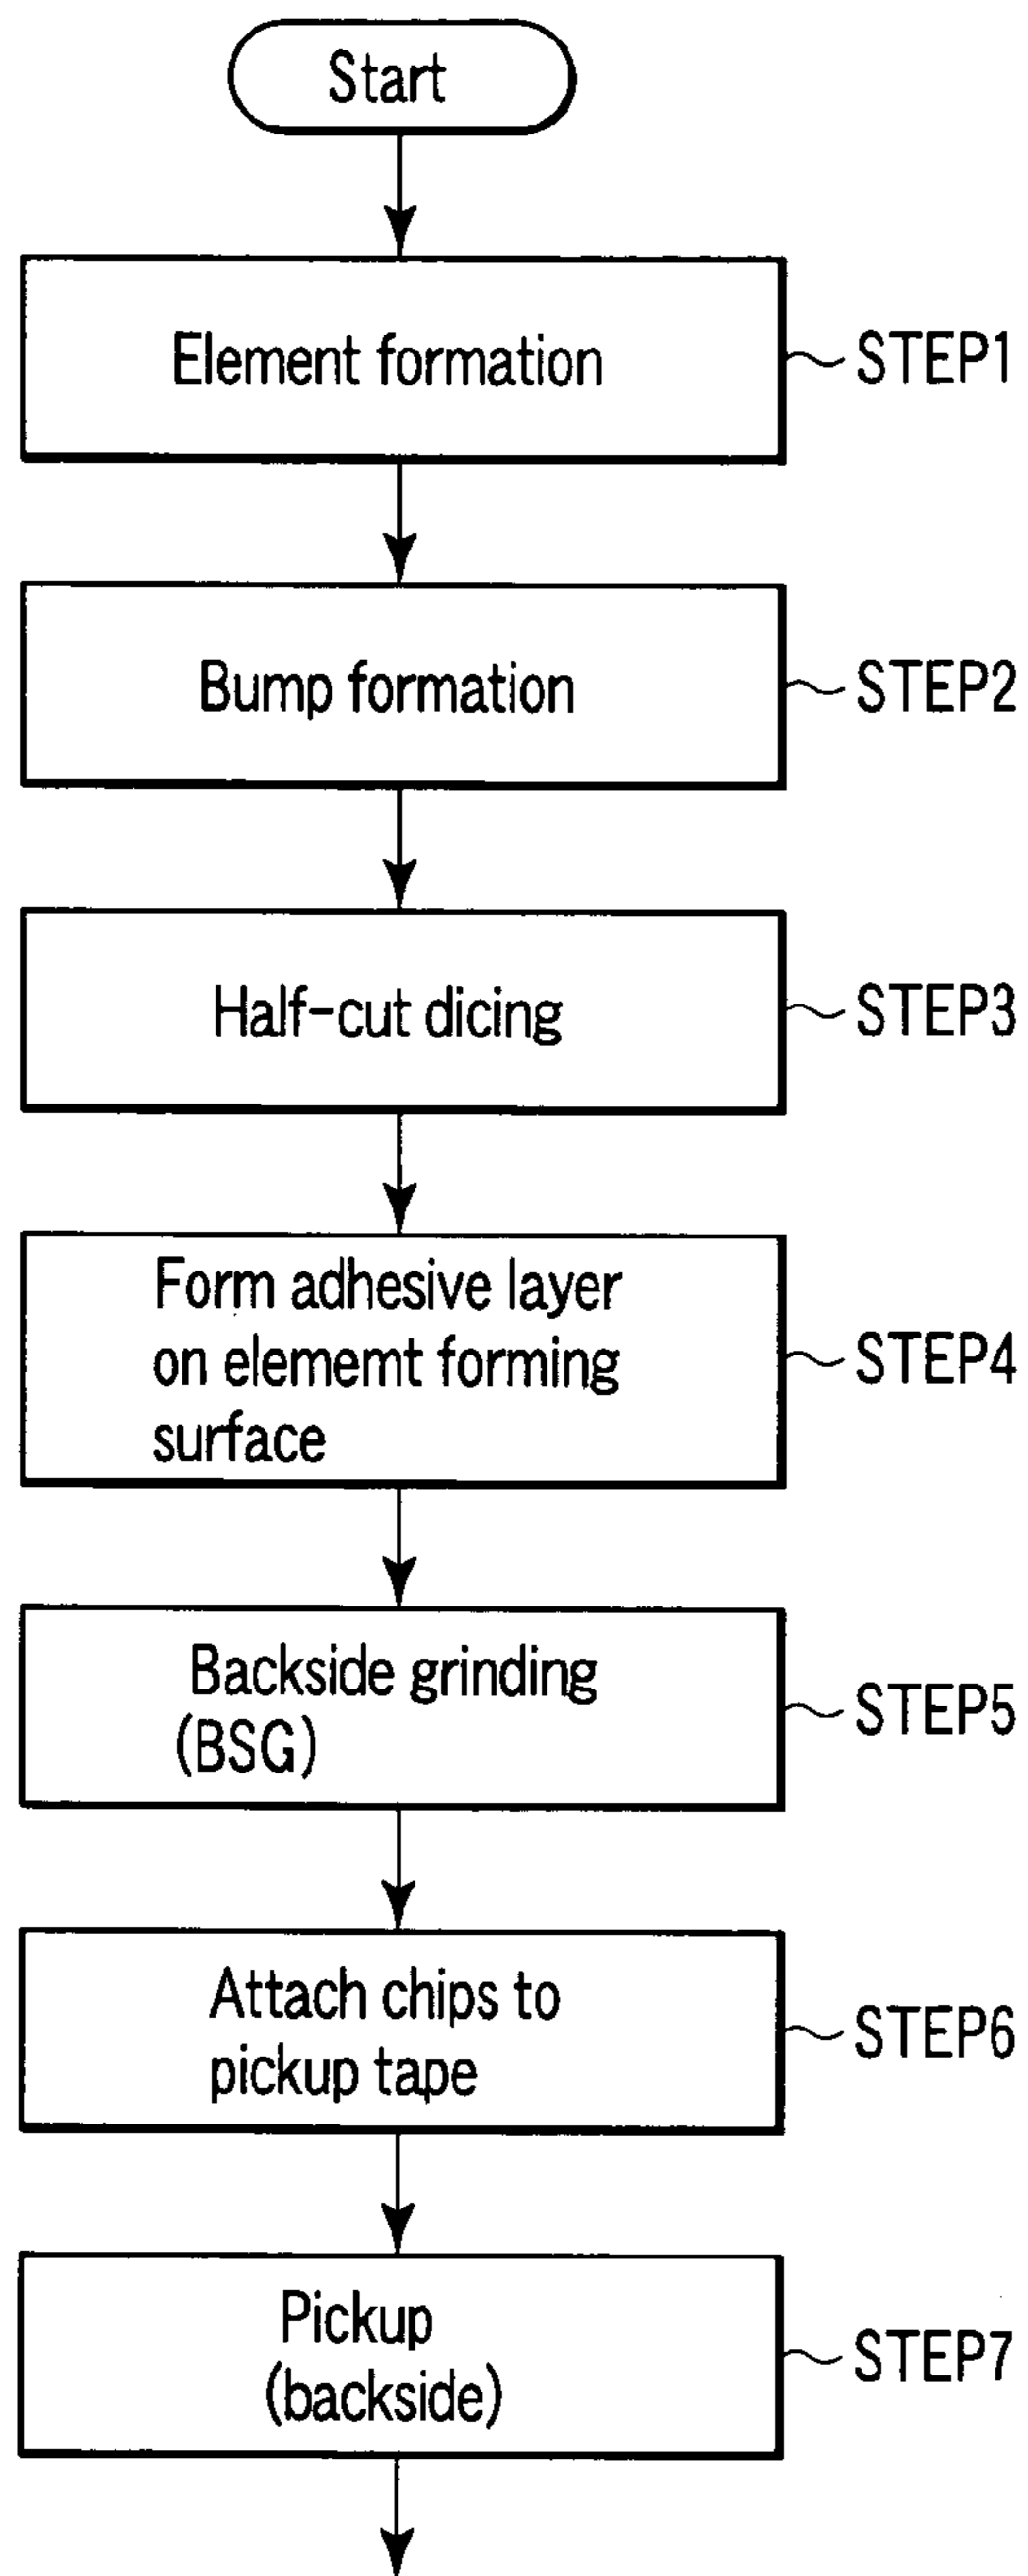 Start
Element formation
STEP1
Bump formation
STEP2
Half-cut dicing
STEP3
Form adhesive layer
on elememt forming
surface
STEP4
Backside grinding
(BSG)
STEP5
Attach chips to
pickup tape
STEP6
Pickup
(backside)
STEP7